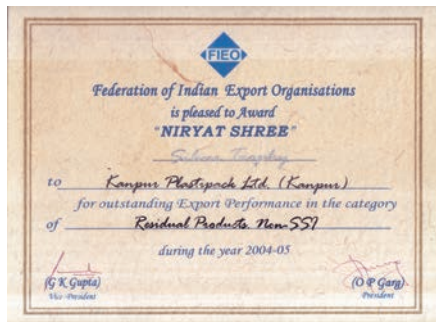 FIEO
Federation of Indian Export Organisations
is pleased to Award
"NIRYAT SHREE"
Silver Trophy
to Kanpur Plastipack Ltd. (Kanpur)
for outstanding Export Performance in the category
of Residual Products, Non-SSI
during the year 2004-05
(G K Gupta) (O P Garg)
Vice-President President